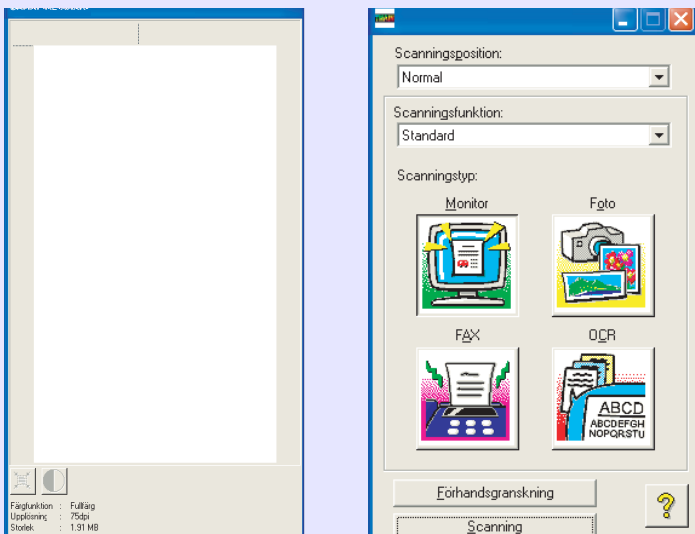 Färgfunktion : Fullfärg
Upplösning : 75dpi
Storlek : 1.91 MB
Scanningsposition:
Normal
Scanningsfunktion:
Standard
Scanningstyp:
Monitor
Foto
FAX
OCR
ABCD
ABCDEFGH
NOPQRSTU
Förhandsgranskning
?
Scanning